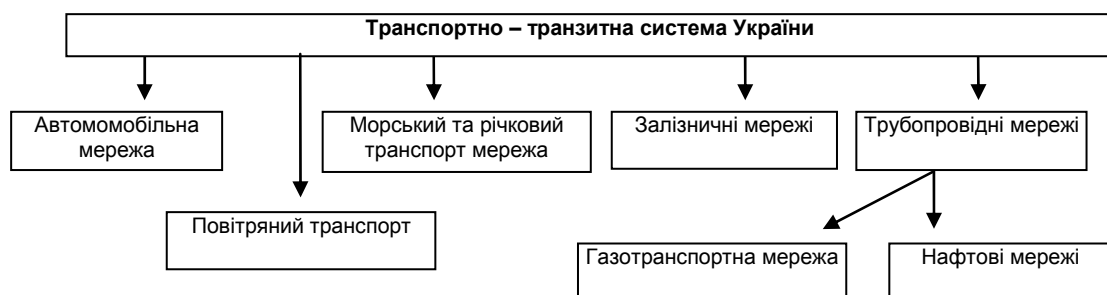 Транспортно – транзитна система України
Автомомобільна
мережа
Морський та річковий
транспорт мережа
Залізничні мережі
Трубопровідні мережі
Повітряний транспорт
Газотранспортна мережа
Нафтові мережі